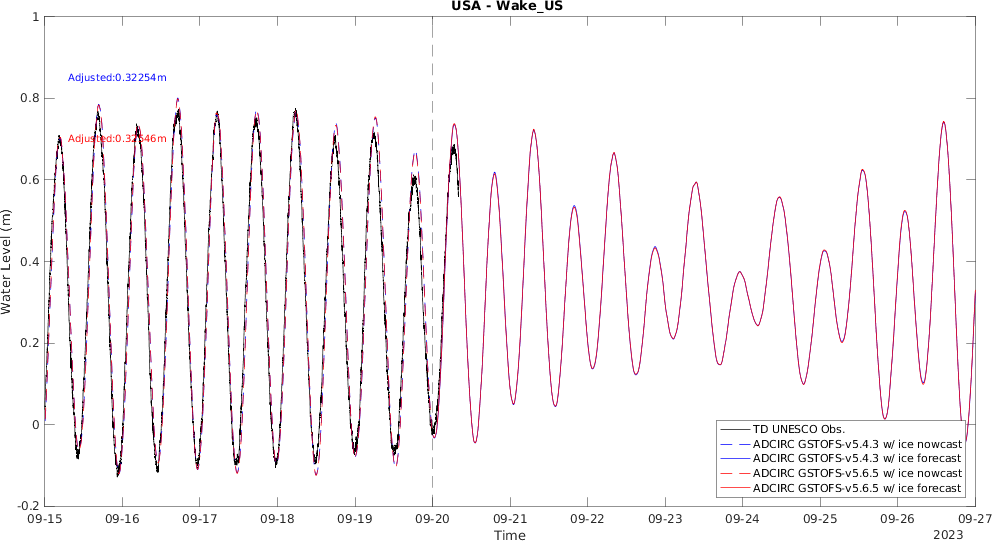 USA - Wake_US
Water Level (m)
1
0.8
0.6
0.4
0.2
0
-0.2
Adjusted:0.32254m
Adjusted:0.32546m
TD UNESCO Obs.
ADCIRC GSTOFS-v5.4.3 w/ ice nowcast
ADCIRC GSTOFS-v5.4.3 w/ ice forecast
ADCIRC GSTOFS-v5.6.5 w/ ice nowcast
ADCIRC GSTOFS-v5.6.5 w/ ice forecast
09-15 09-16 09-17 09-18 09-19 09-20 09-21 09-22 09-23 09-24 09-25 09-26 09-27
Time
2023